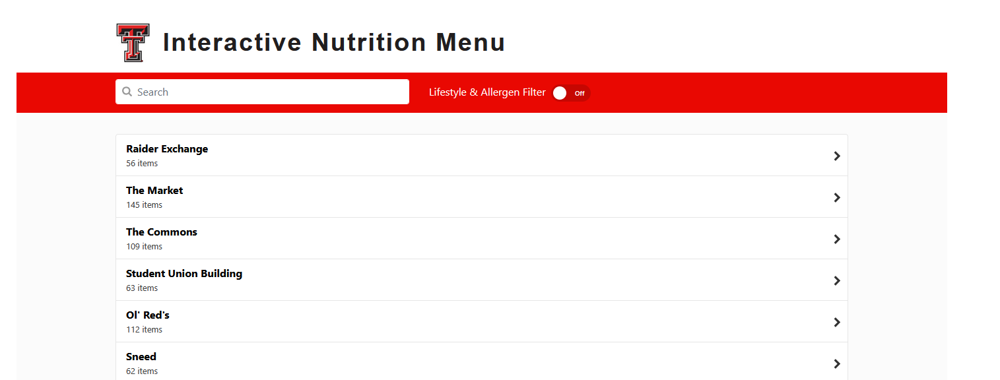 Interactive Nutrition Menu
Search
Lifestyle & Allergen Filter Off
Raider Exchange
56 items
The Market
145 items
The Commons
109 items
Student Union Building
63 items
Ol' Red's
112 items
Sneed
62 items